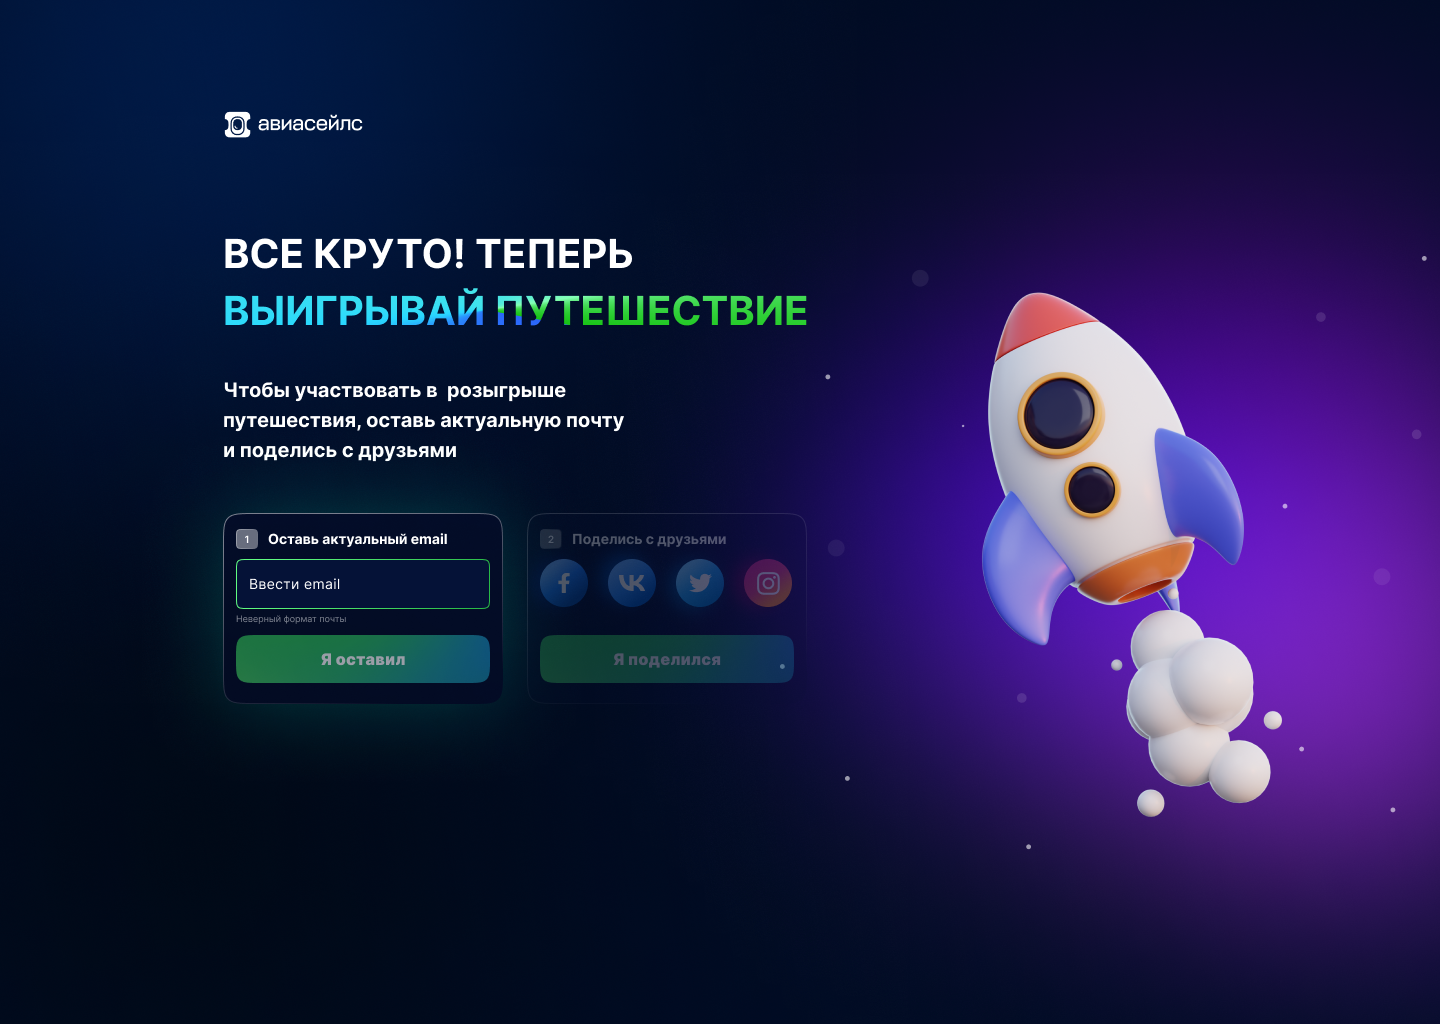 авиасейлс
ВСЕ КРУТО! ТЕПЕРЬ
ВЫИГРЫВАЙ ПУТЕШЕСТВИЕ
Чтобы участвовать в розыгрыше
путешествия, оставь актуальную почту
и поделись с друзьями
1 Оставь актуальный email
Ввести email
Неверный формат почты
Я оставил
2 Поделись с друзьями
Я поделился